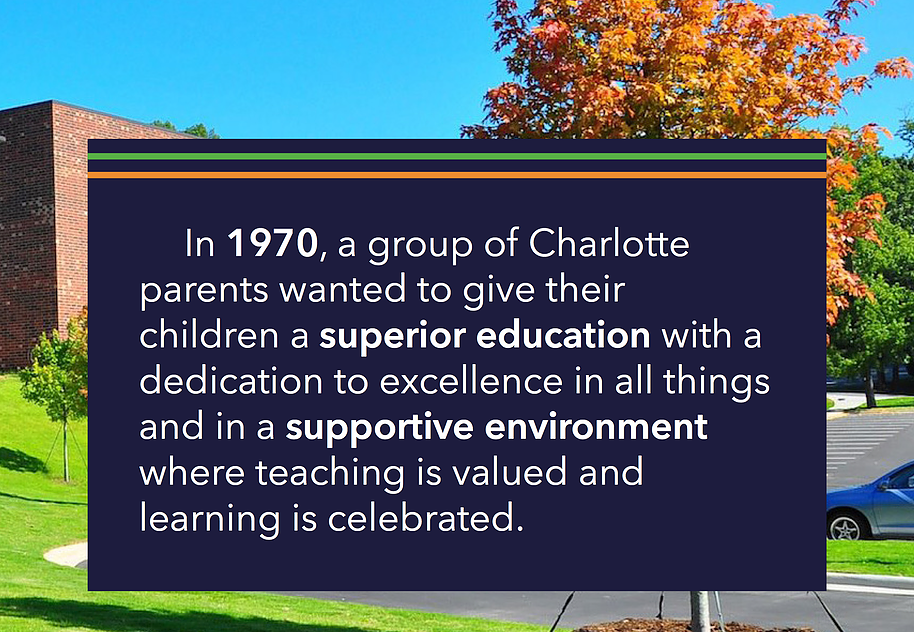 In 1970, a group of Charlotte
parents wanted to give their
children a superior education with a
dedication to excellence in all things
and in a supportive environment
where teaching is valued and
learning is celebrated.